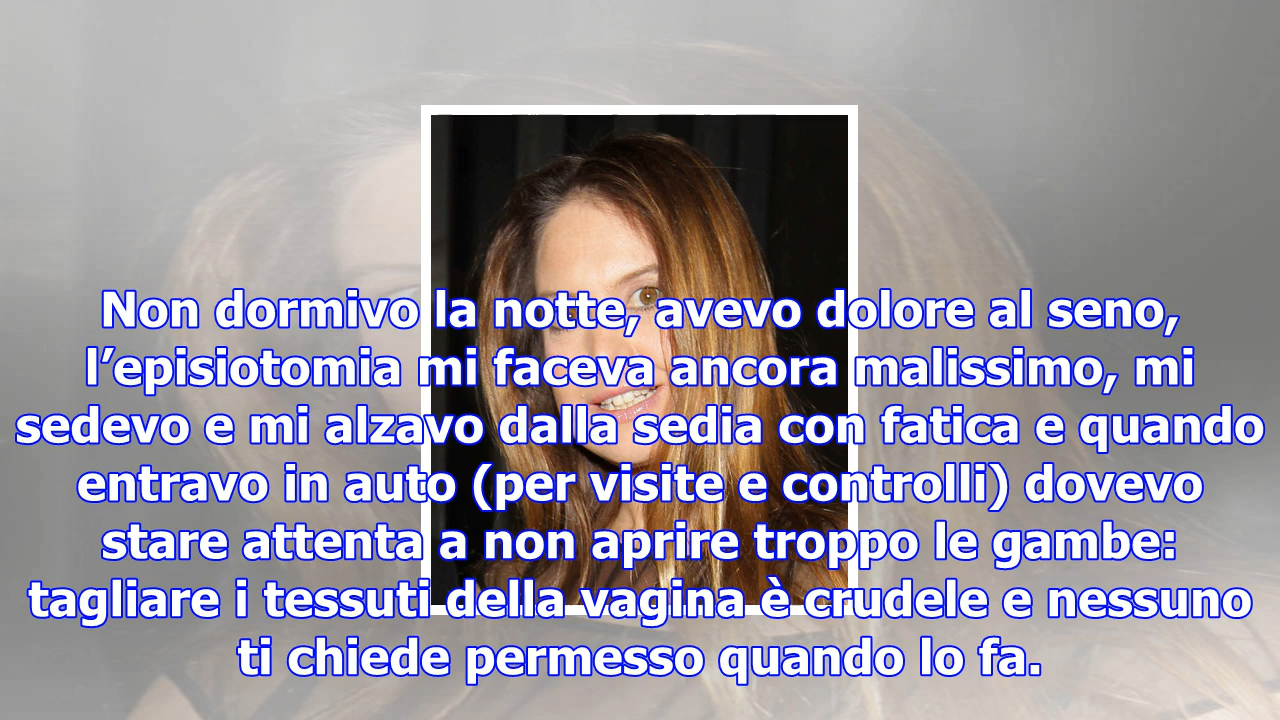 Non dormivo la notte, avevo dolore al seno,
l’episiotomia mi faceva ancora malissimo, mi
sedevo e mi alzavo dalla sedia con fatica e quando
entravo in auto (per visite e controlli) dovevo
stare attenta a non aprire troppo le gambe:
tagliare i tessuti della vagina è crudele e nessuno
ti chiede permesso quando lo fa.